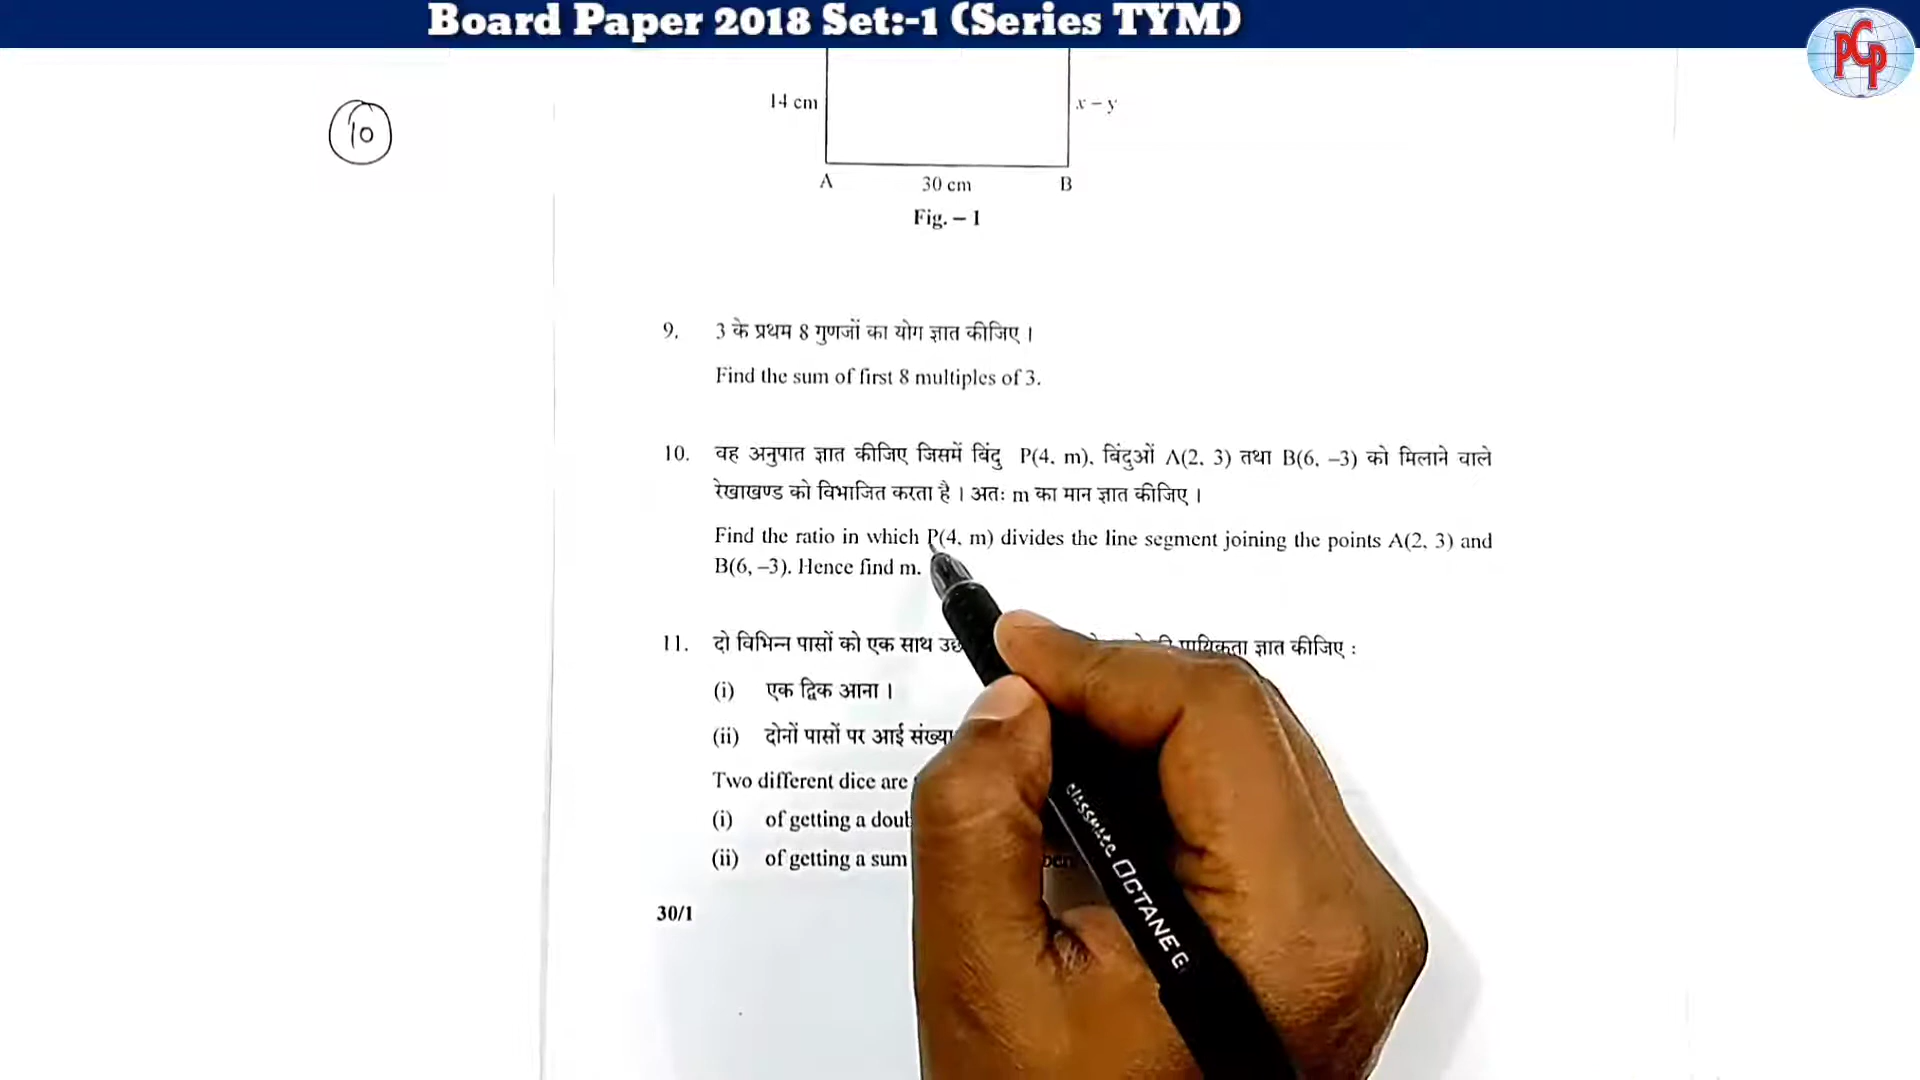 Board Paper 2018 Set:-1 (Series TYM)
PGP
10
14 cm
x – y
A
30 cm
B
Fig. – I
9. 3 के प्रथम 8 गुणजों का योग ज्ञात कीजिए ।
Find the sum of first 8 multiples of 3.
10. वह अनुपात ज्ञात कीजिए जिसमें बिंदु P(4, m), बिंदुओं A(2, 3) तथा B(6, –3) को मिलाने वाले
रेखाखण्ड को विभाजित करता है । अतः m का मान ज्ञात कीजिए ।
Find the ratio in which P(4, m) divides the line segment joining the points A(2, 3) and
B(6, –3). Hence find m.
11. दो विभिन्न पासों को एक साथ ज्ञात कीजिए :
(i) एक द्विक आना ।
(ii) दोनों पासों पर आई
Two different dice are
(i) of getting a
(ii) of getting a sum
30/1
classmate OCTANE